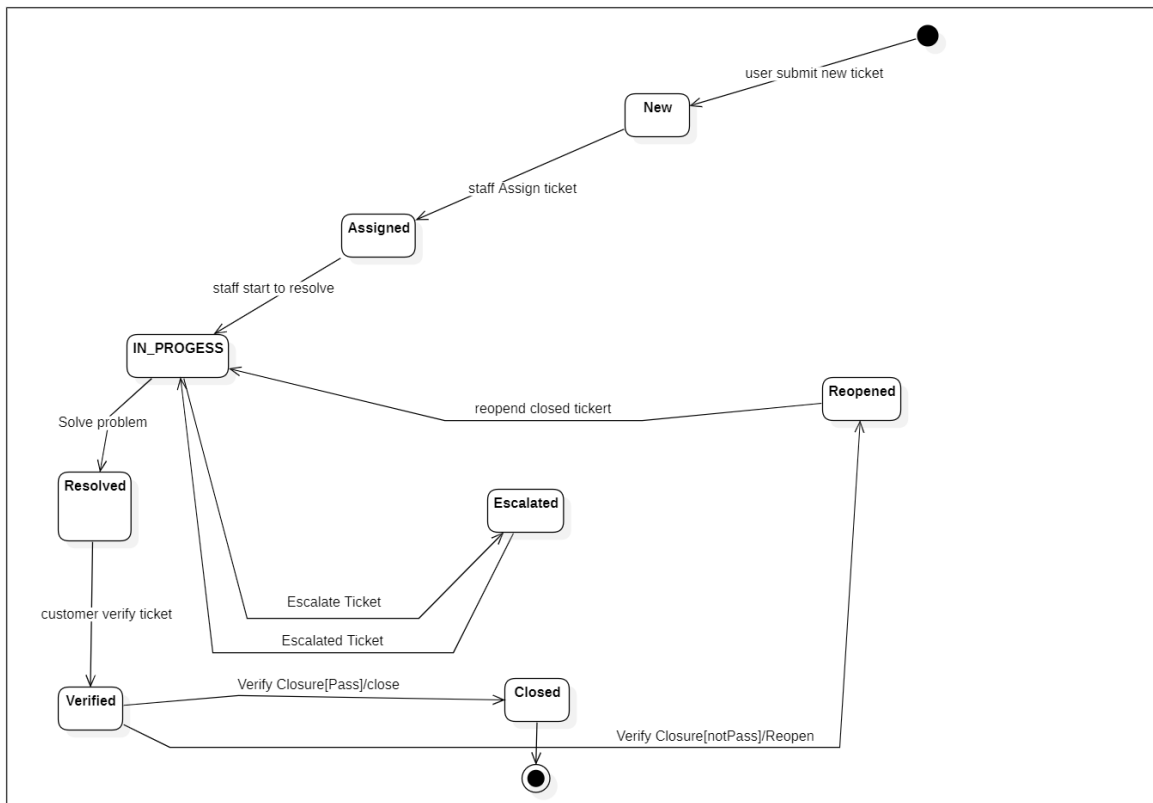 user submit new ticket
New
staff Assign ticket
Assigned
staff start to resolve
IN_PROGESS
Reopened
reopend closed tickert
Solve problem
Resolved
Escalated
Escalate Ticket
customer verify ticket
Escalated Ticket
Verify Closure[Pass]/close
Closed
Verified
Verify Closure[notPass]/Reopen